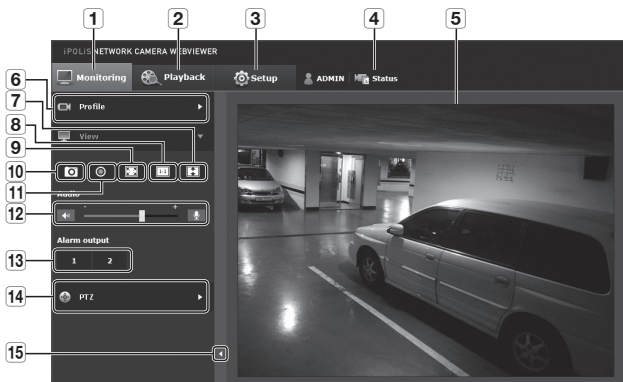 1 2 3 4 5
iPOLiS NETWORK CAMERA WEBVIEWER
Monitoring Playback Setup ADMIN Status
6
Profile
7
View
8
9
1:1
10
11
Audio
- +
12
Alarm output
13
1 2
14
PTZ
15